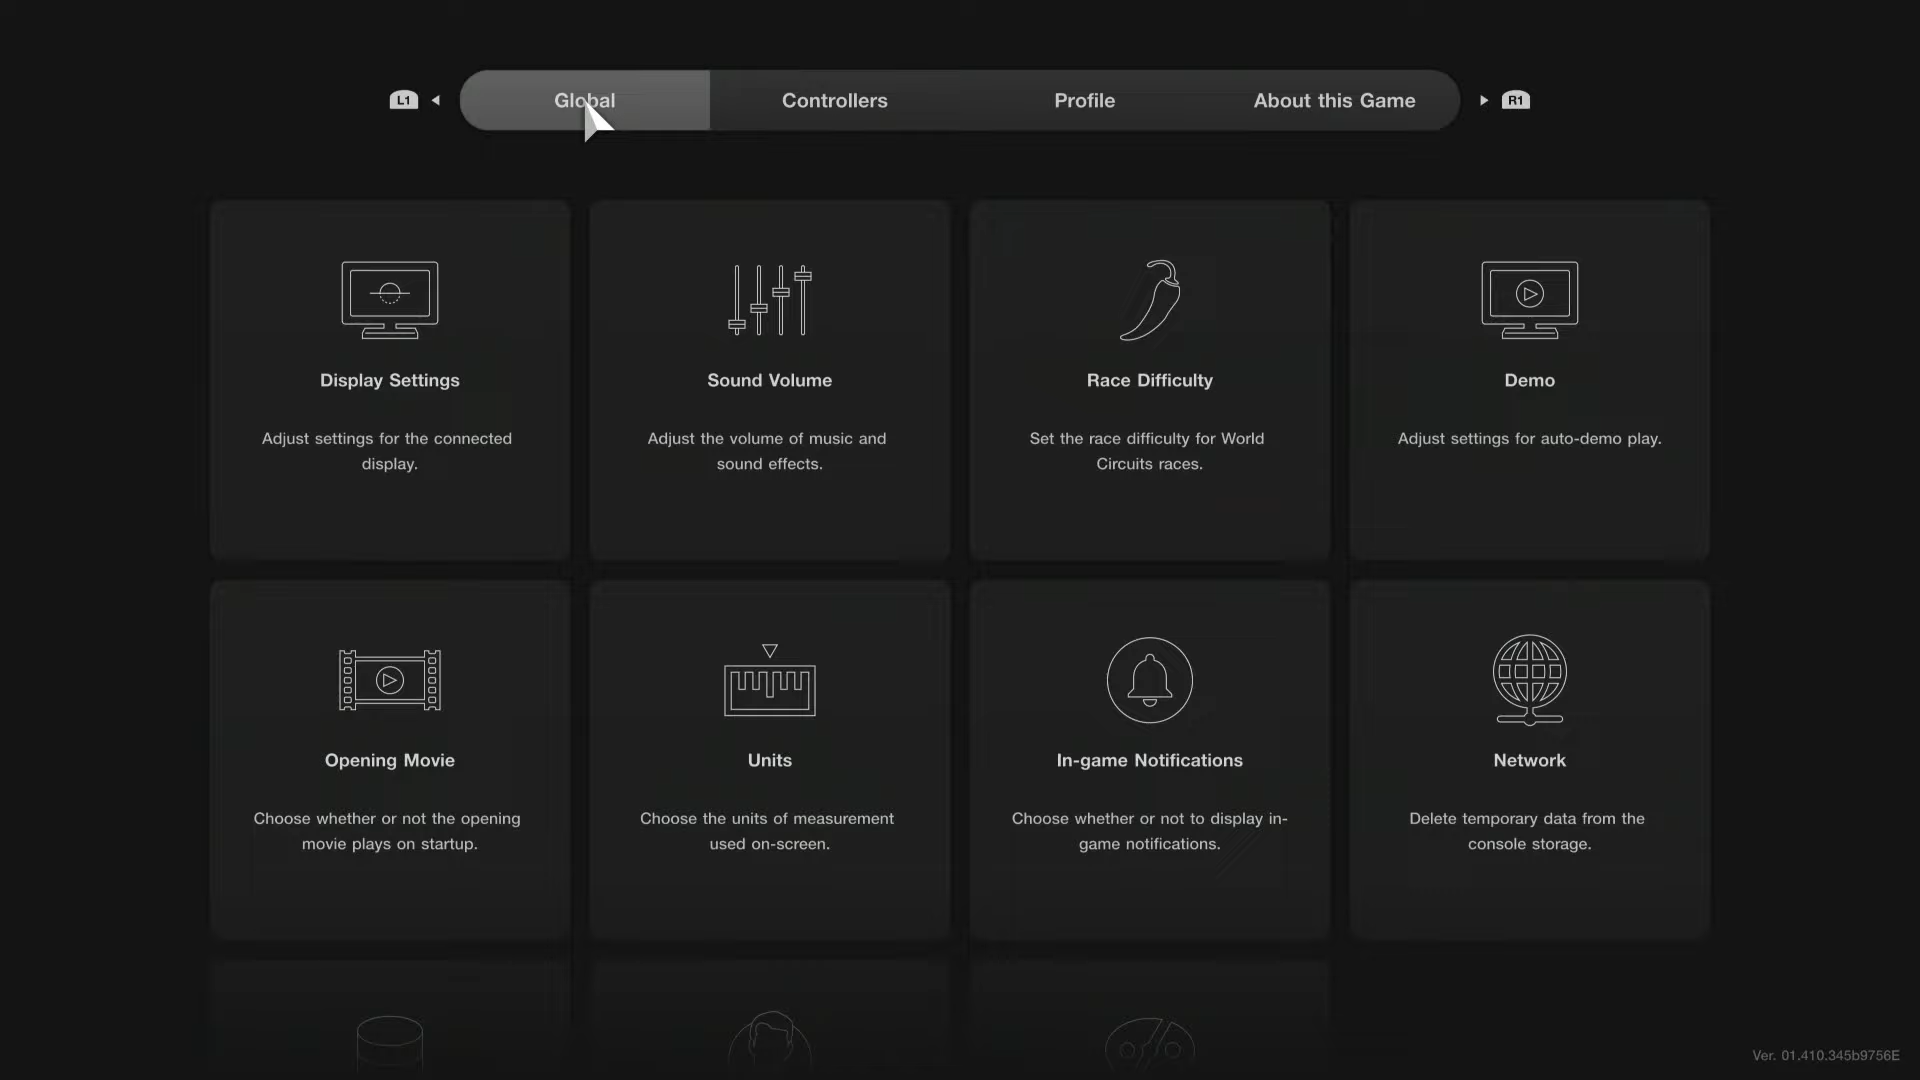 L1
Global
Controllers
Profile
About this Game
R1
Display Settings
Adjust settings for the connected
display.
Sound Volume
Adjust the volume of music and
sound effects.
Race Difficulty
Set the race difficulty for World
Circuits races.
Demo
Adjust settings for auto-demo play.
Opening Movie
Choose whether or not the opening
movie plays on startup.
Units
Choose the units of measurement
used on-screen.
In-game Notifications
Choose whether or not to display in-
game notifications.
Network
Delete temporary data from the
console storage.
Ver. 01.410.345b9756E